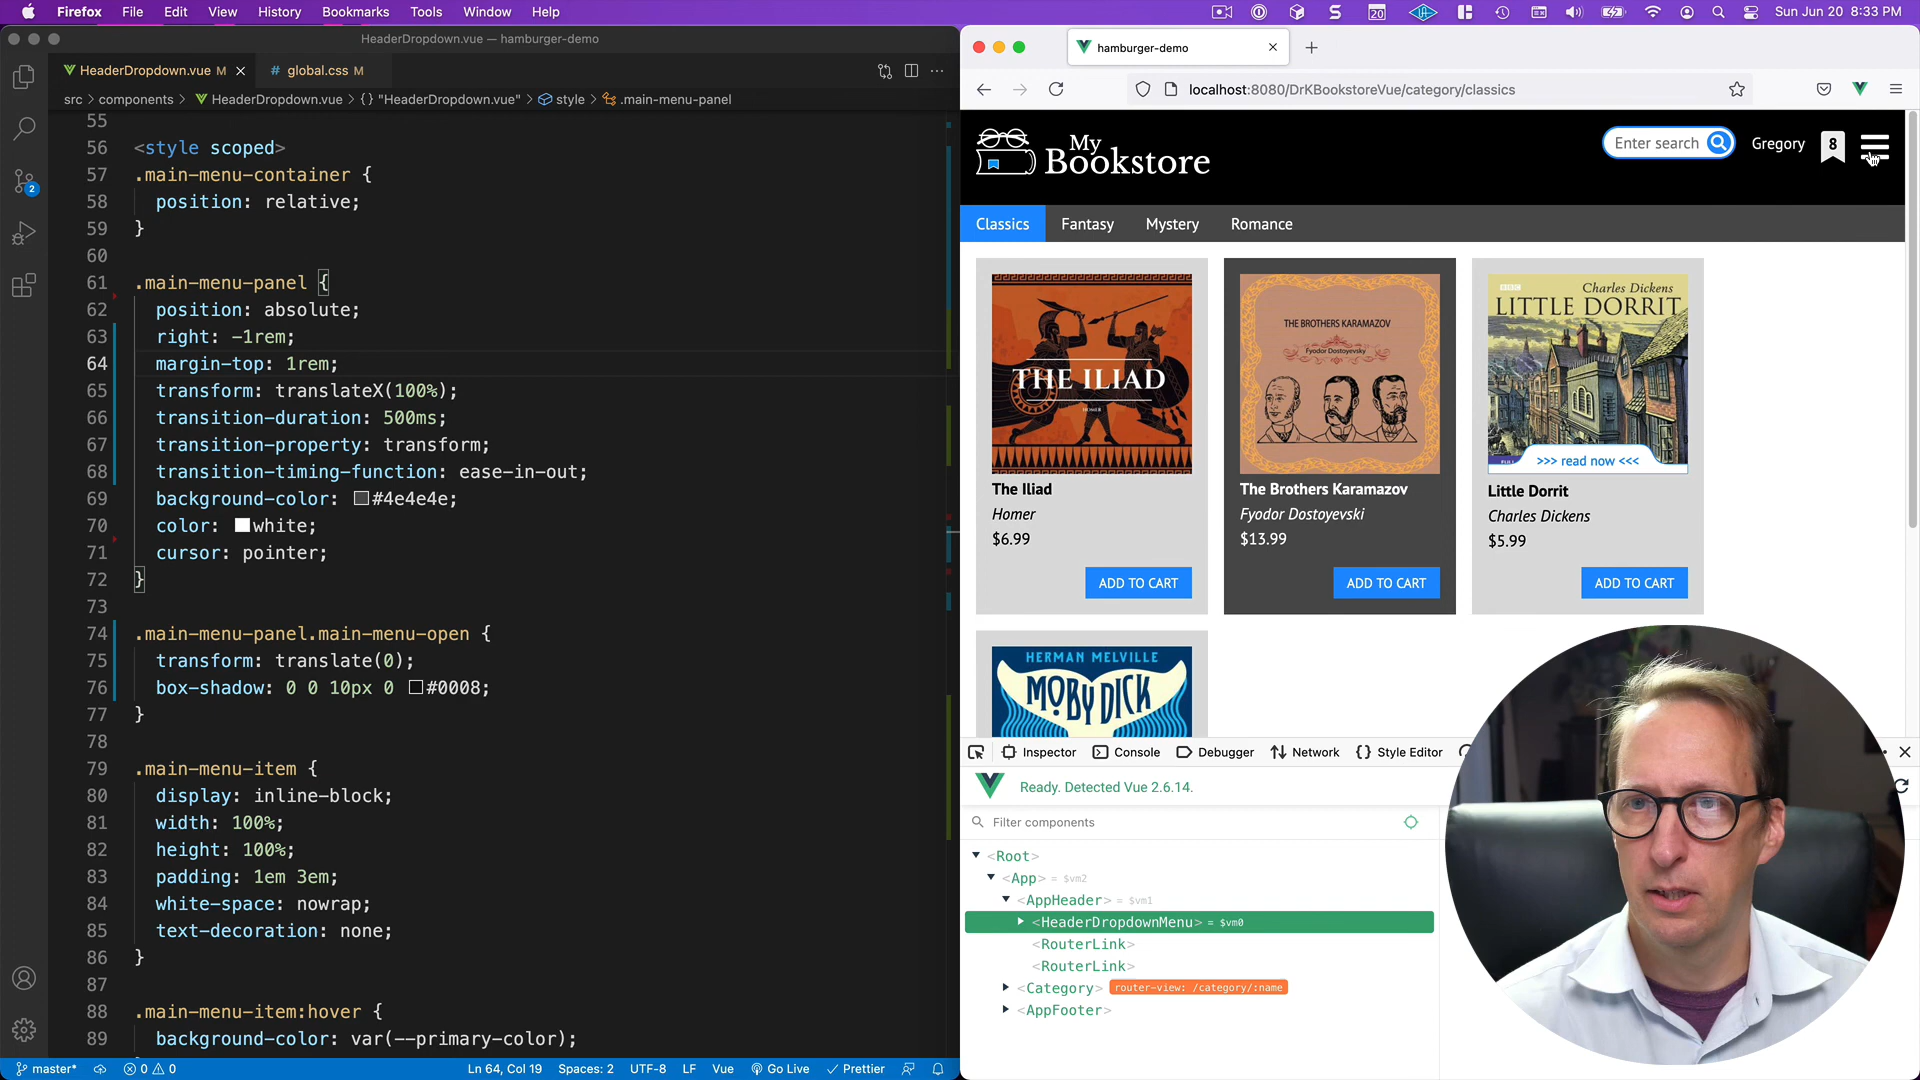 Firefox File Edit View History Bookmarks Tools Window Help
20
Sun Jun 20 8:33 PM
HeaderDropdown.vue — hamburger-demo
HeaderDropdown.vue M
# global.css M
src > components > HeaderDropdown.vue > {} "HeaderDropdown.vue" > style > .main-menu-panel
55
56 <style scoped>
57 .main-menu-container {
58 position: relative;
59 }
60
61 .main-menu-panel {
62 position: absolute;
63 right: -1rem;
64 margin-top: 1rem;
65 transform: translateX(100%);
66 transition-duration: 500ms;
67 transition-property: transform;
68 transition-timing-function: ease-in-out;
69 background-color: #4e4e4e;
70 color: white;
71 cursor: pointer;
72 }
73
74 .main-menu-panel.main-menu-open {
75 transform: translate(0);
76 box-shadow: 0 0 10px 0 #0008;
77 }
78
79 .main-menu-item {
80 display: inline-block;
81 width: 100%;
82 height: 100%;
83 padding: 1em 3em;
84 white-space: nowrap;
85 text-decoration: none;
86 }
87
88 .main-menu-item:hover {
89 background-color: var(--primary-color);
2
master* 0 0
Ln 64, Col 19 Spaces: 2 UTF-8 LF Vue Go Live Prettier
hamburger-demo
localhost:8080/DrKBookstoreVue/category/classics
My
Bookstore
Enter search
Gregory
8
Classics Fantasy Mystery Romance
THE ILIAD
HOMER
The Iliad
Homer
$6.99
ADD TO CART
THE BROTHERS KARAMAZOV
Fyodor Dostoyevsky
The Brothers Karamazov
Fyodor Dostoyevski
$13.99
ADD TO CART
BBC
Charles Dickens
LITTLE DORRIT
>>> read now <<<
Little Dorrit
Charles Dickens
$5.99
ADD TO CART
HERMAN MELVILLE
MOBY DICK
Inspector Console Debugger Network {} Style Editor
Ready. Detected Vue 2.6.14.
Filter components
<Root>
<App> = $vm2
<AppHeader> = $vm1
<HeaderDropdownMenu> = $vm0
<RouterLink>
<RouterLink>
<Category> router-view: /category/:name
<AppFooter>